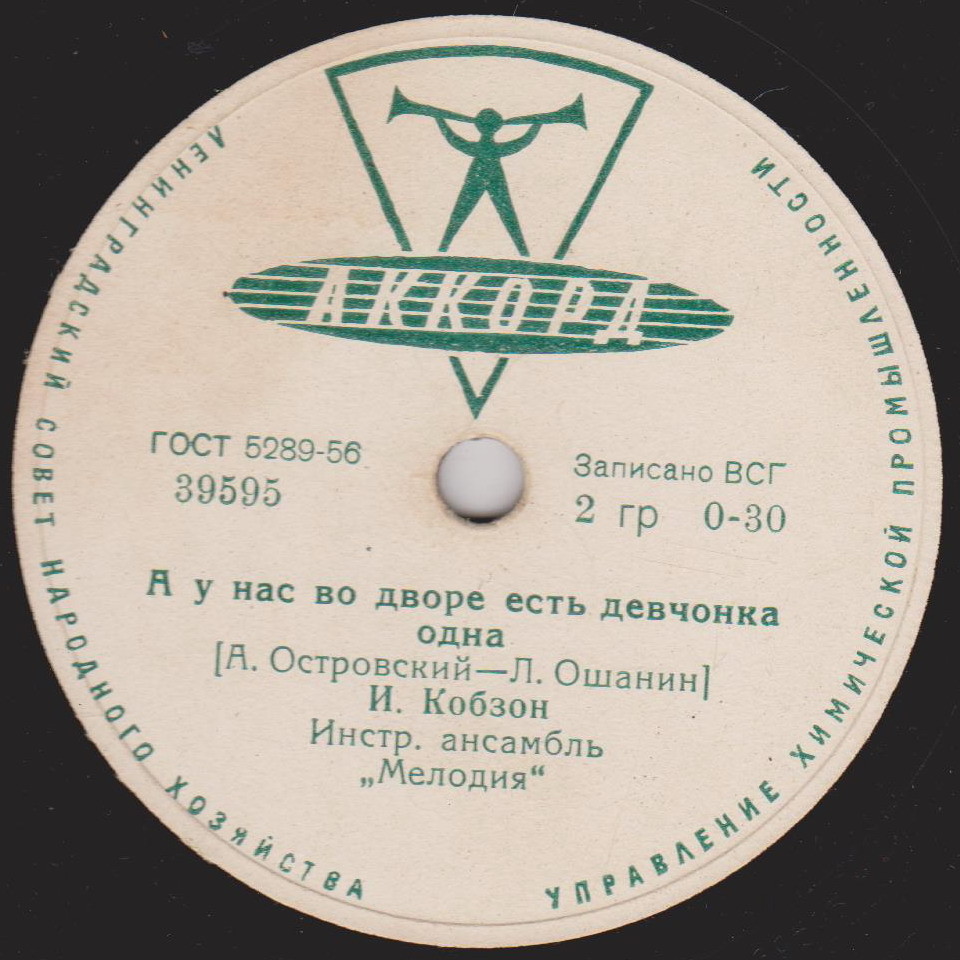 ЛЕНИНГРАДСКИЙ СОВЕТ НАРОДНОГО ХОЗЯЙСТВА
УПРАВЛЕНИЕ ХИМИЧЕСКОЙ ПРОМЫШЛЕННОСТИ
АККОРД
ГОСТ 5289-56
39595
Записано ВСГ
2 гр 0-30
А у нас во дворе есть девчонка
одна
[А. Островский—Л. Ошанин]
И. Кобзон
Инстр. ансамбль
„Мелодия“